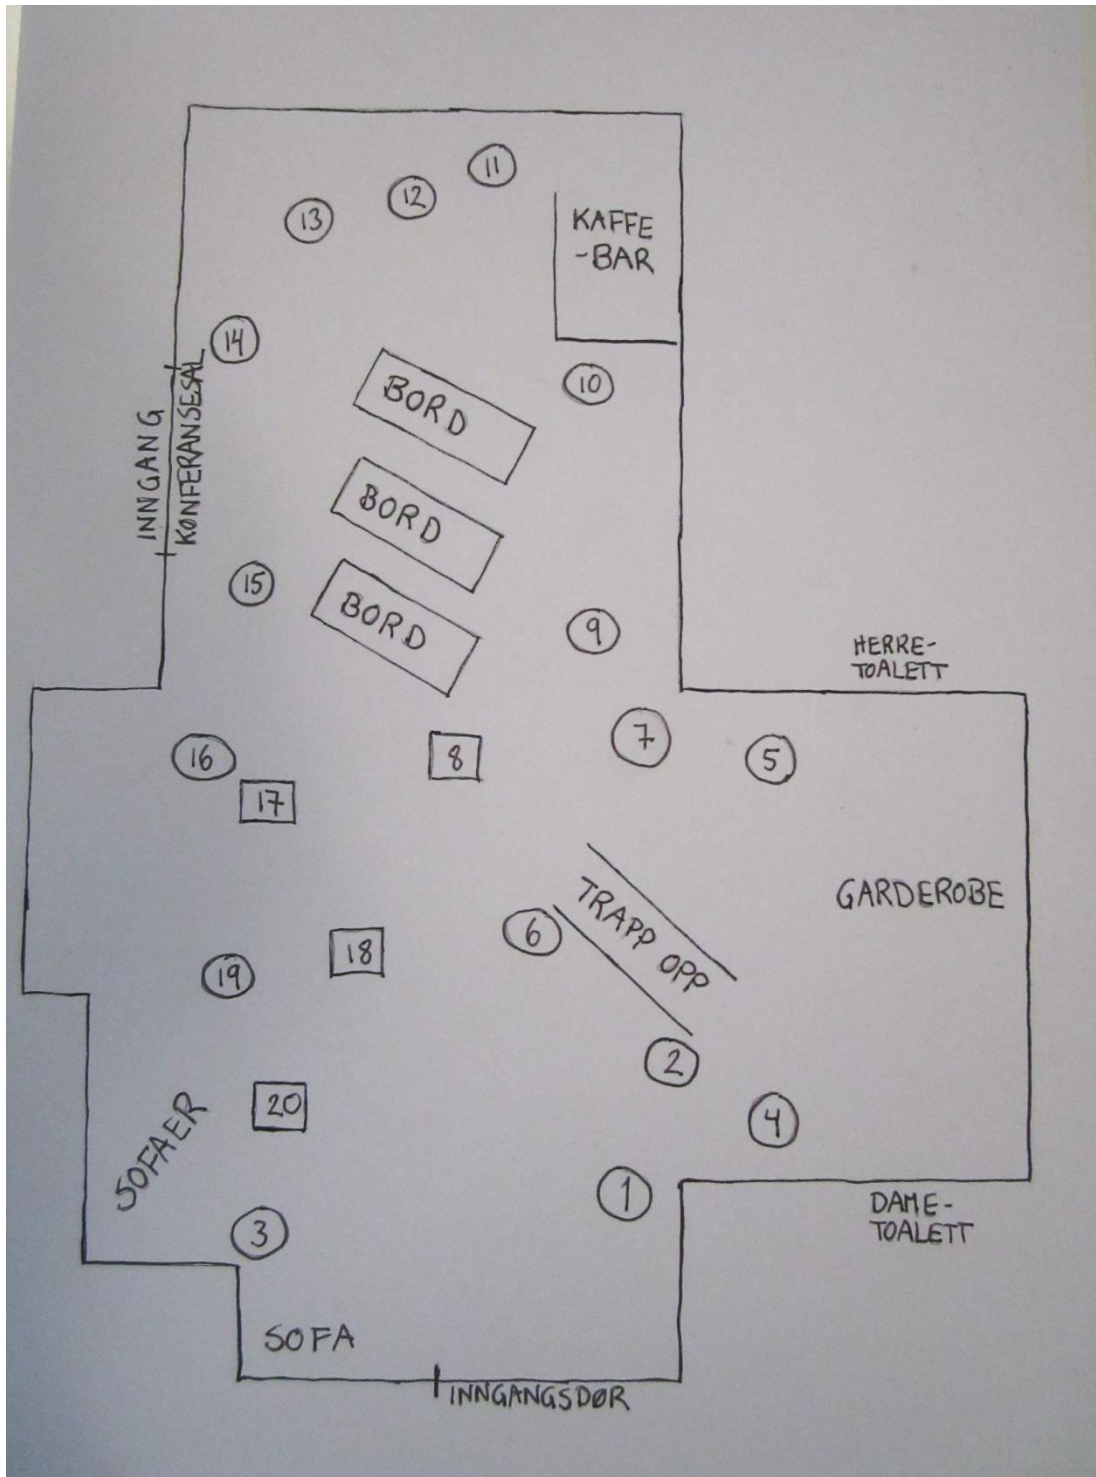 11
12
13
KAFFE
-BAR
14
10
BORD
INNGANG
KONFERANSESAL
BORD
15
BORD
9
HERRE-
TOALETT
7
5
8
16
17
GARDEROBE
TRAPP OPP
6
18
19
2
20
4
SOFAER
1
3
DAME-
TOALETT
SOFA
INNGANGSDØR